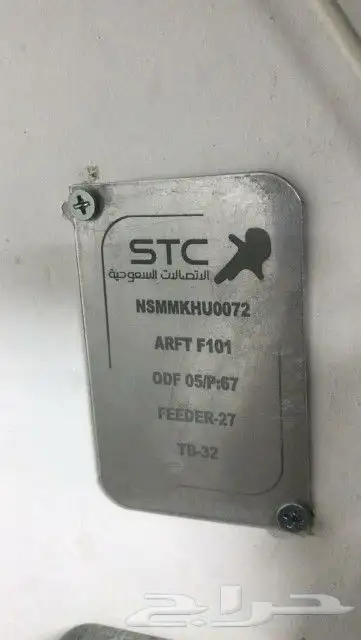 STC
الاتصالات السعودية
NSMMKHU0072
ARFT F101
ODF 05/P:67
FEEDER-27
TB-32
حراج